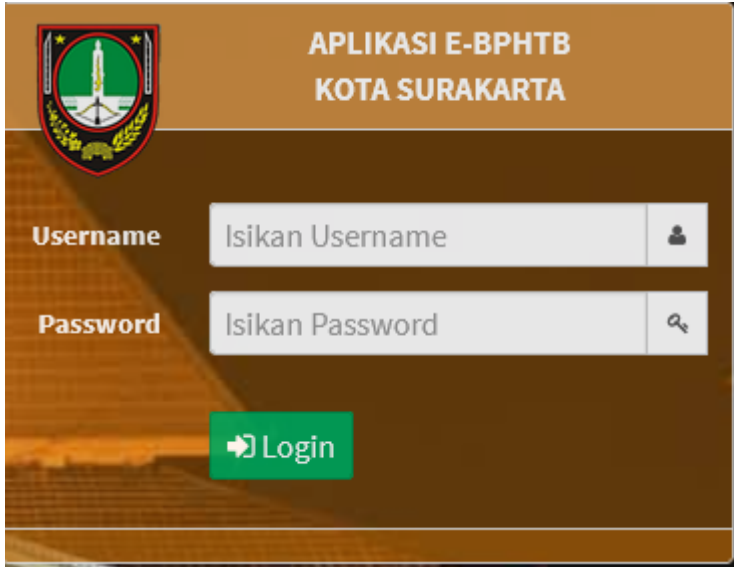 APLIKASI E-BPHTB
KOTA SURAKARTA
Username
Isikan Username
Password
Isikan Password
Login